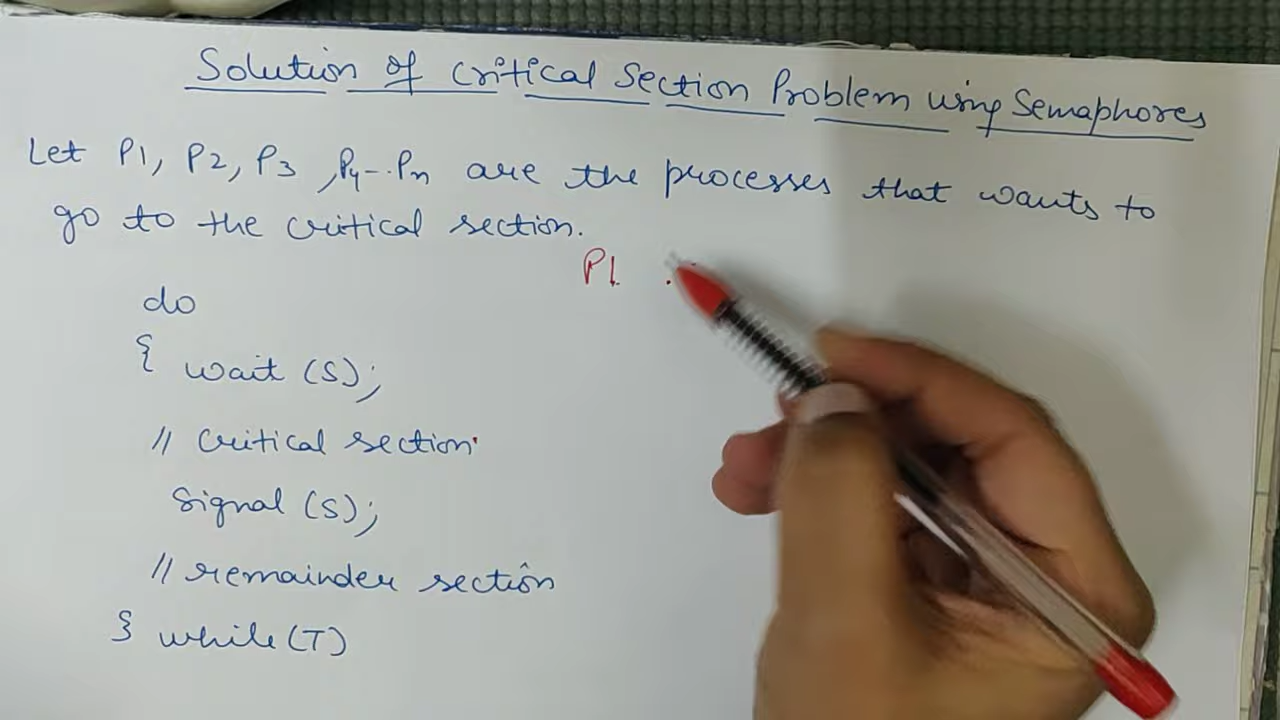 Solution of Critical Section Problem using Semaphores
Let P1, P2, P3 ,P4-..Pn are the processes that wants to
go to the critical section.
P1
do
{ wait (S);
// Critical section
Signal (S);
// remainder section
} while (T)